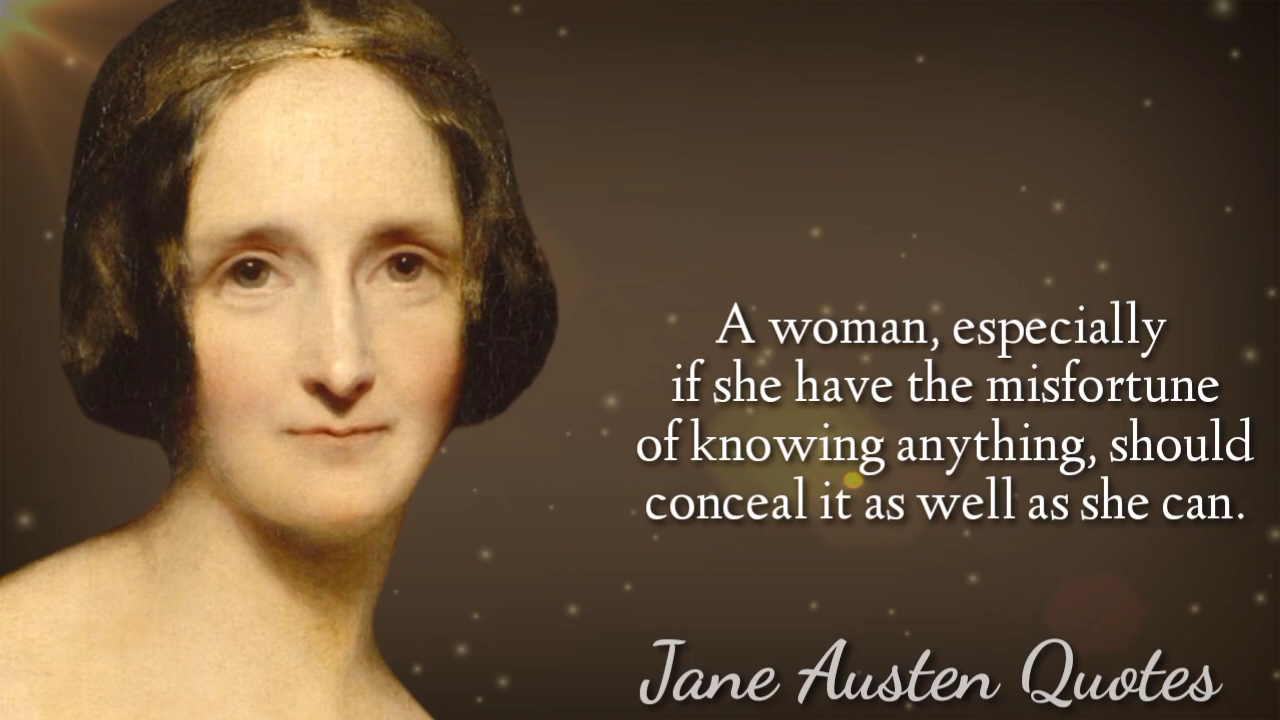 A woman, especially
if she have the misfortune
of knowing anything, should
conceal it as well as she can.
Jane Austen Quotes